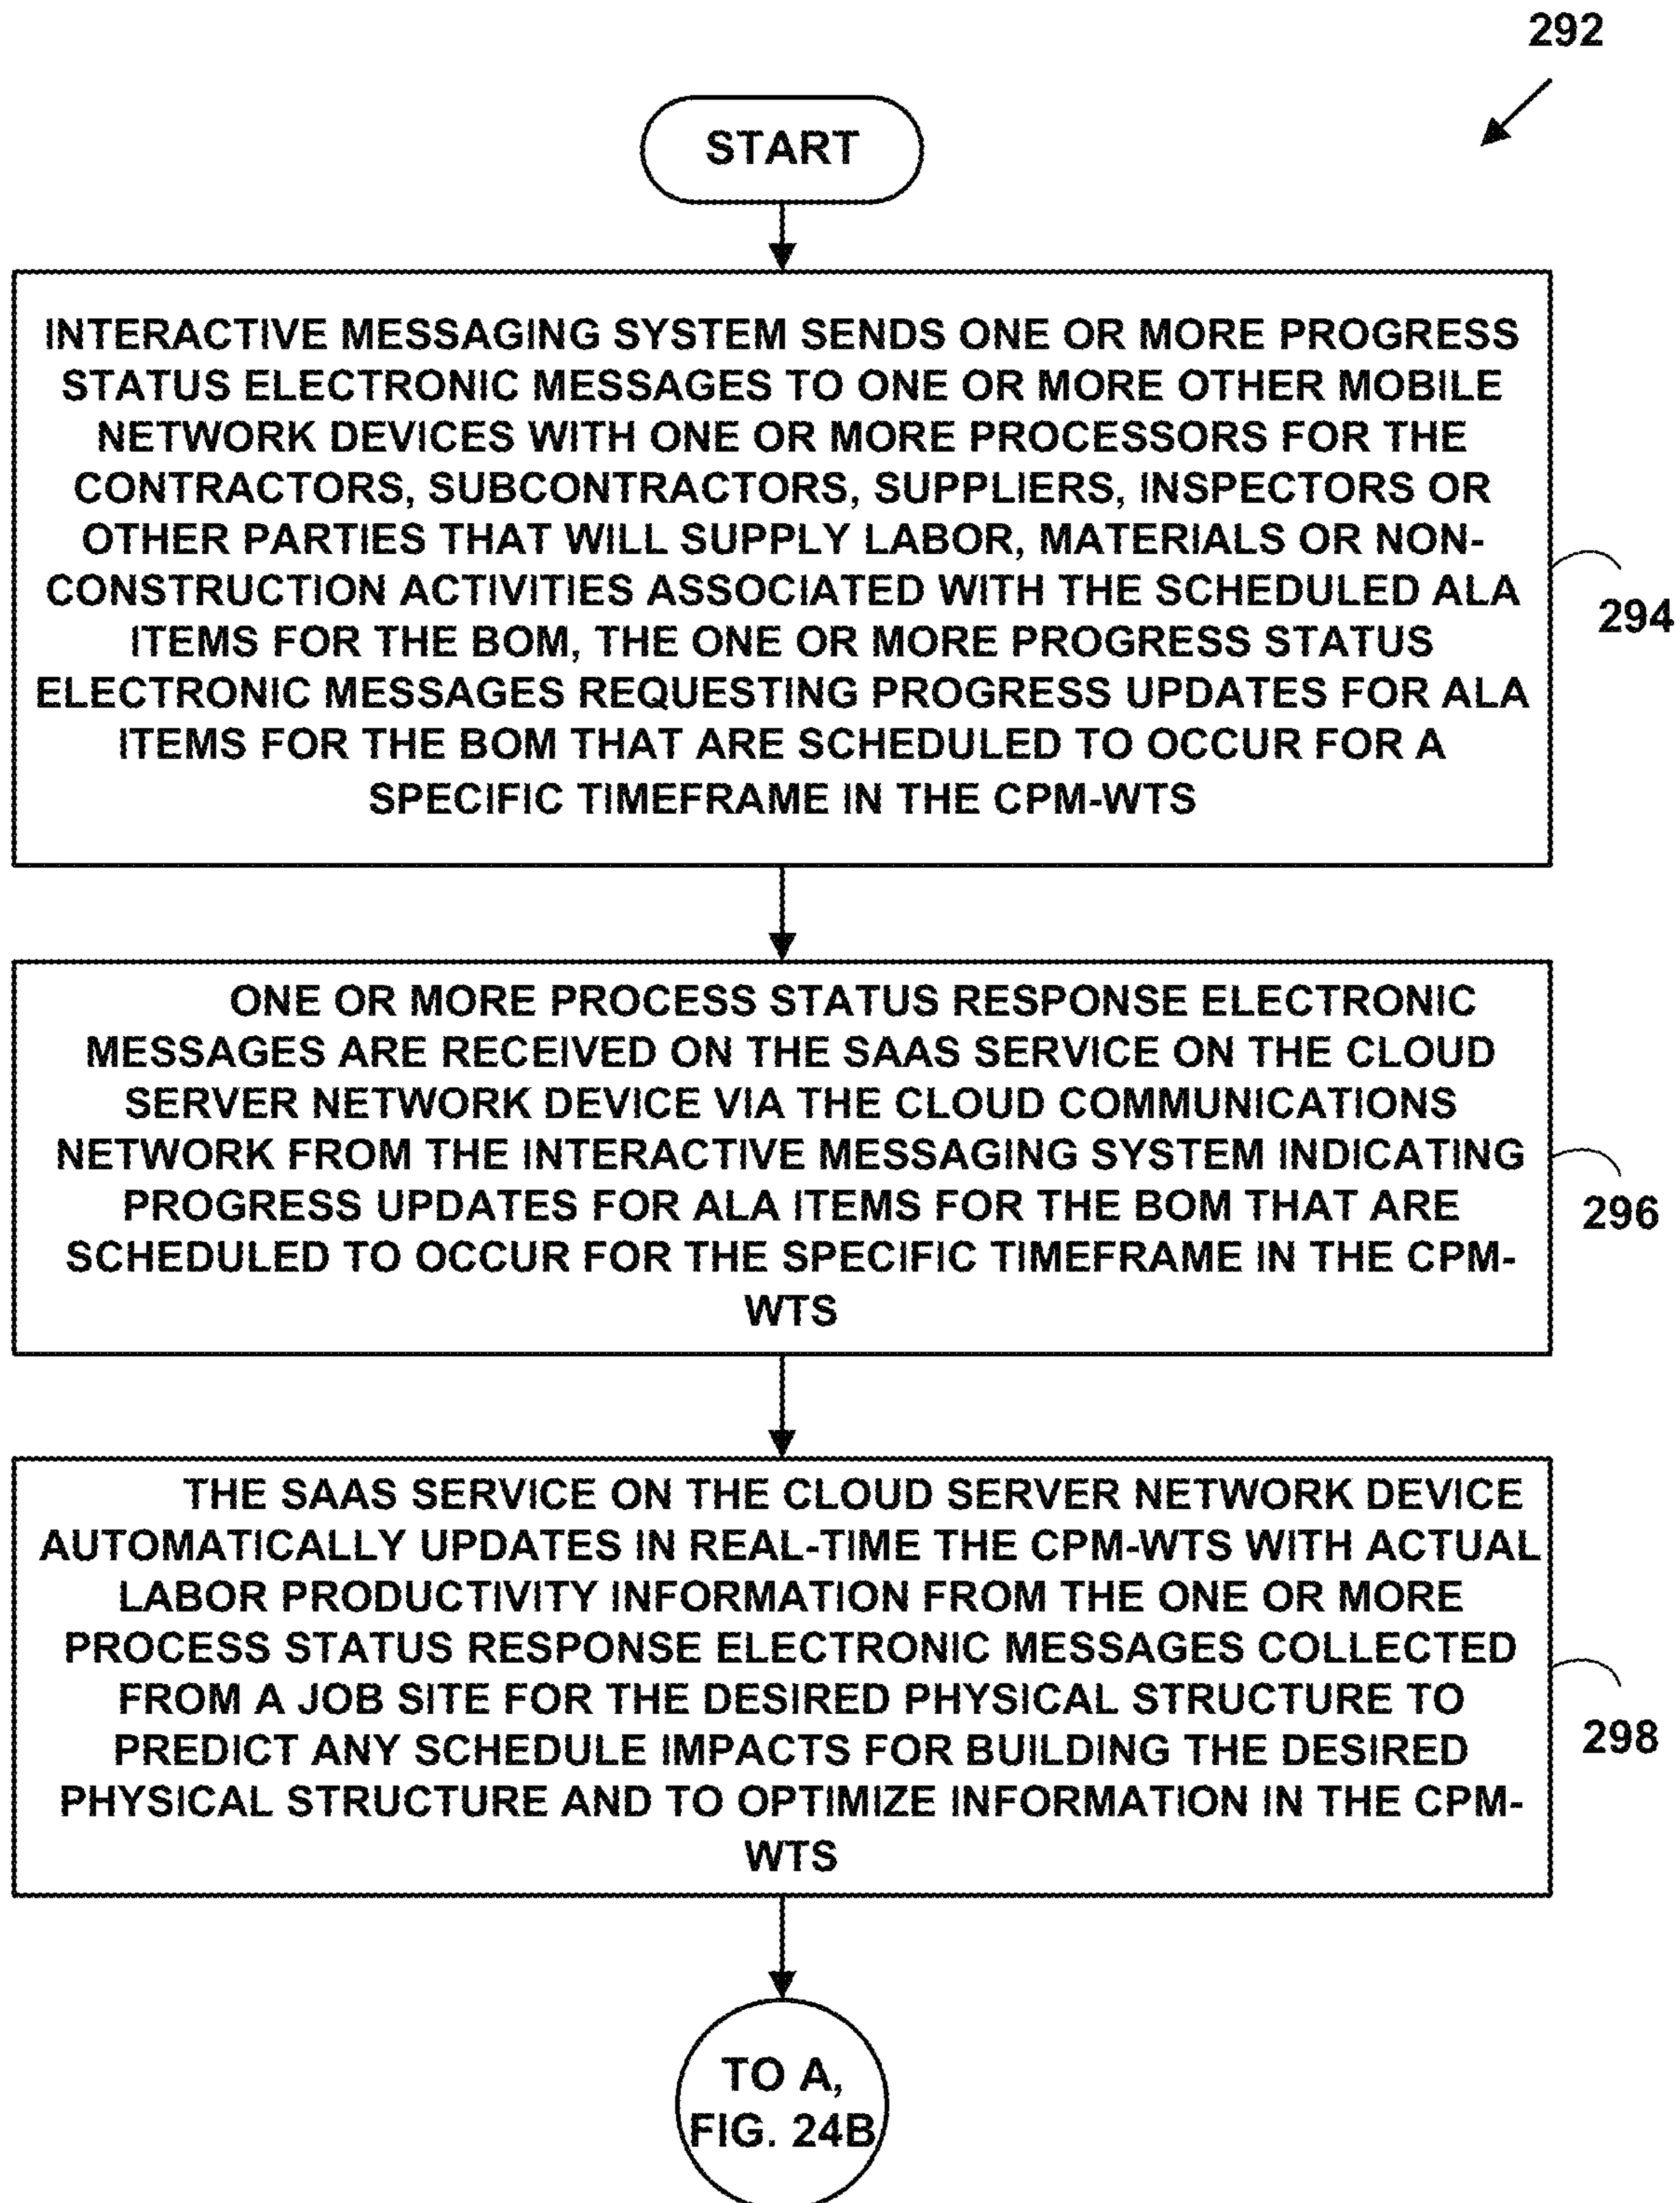 292
START
INTERACTIVE MESSAGING SYSTEM SENDS ONE OR MORE PROGRESS
STATUS ELECTRONIC MESSAGES TO ONE OR MORE OTHER MOBILE
NETWORK DEVICES WITH ONE OR MORE PROCESSORS FOR THE
CONTRACTORS, SUBCONTRACTORS, SUPPLIERS, INSPECTORS OR
OTHER PARTIES THAT WILL SUPPLY LABOR, MATERIALS OR NON-
CONSTRUCTION ACTIVITIES ASSOCIATED WITH THE SCHEDULED ALA
ITEMS FOR THE BOM, THE ONE OR MORE PROGRESS STATUS
ELECTRONIC MESSAGES REQUESTING PROGRESS UPDATES FOR ALA
ITEMS FOR THE BOM THAT ARE SCHEDULED TO OCCUR FOR A
SPECIFIC TIMEFRAME IN THE CPM-WTS
294
ONE OR MORE PROCESS STATUS RESPONSE ELECTRONIC
MESSAGES ARE RECEIVED ON THE SAAS SERVICE ON THE CLOUD
SERVER NETWORK DEVICE VIA THE CLOUD COMMUNICATIONS
NETWORK FROM THE INTERACTIVE MESSAGING SYSTEM INDICATING
PROGRESS UPDATES FOR ALA ITEMS FOR THE BOM THAT ARE
SCHEDULED TO OCCUR FOR THE SPECIFIC TIMEFRAME IN THE CPM-
WTS
296
THE SAAS SERVICE ON THE CLOUD SERVER NETWORK DEVICE
AUTOMATICALLY UPDATES IN REAL-TIME THE CPM-WTS WITH ACTUAL
LABOR PRODUCTIVITY INFORMATION FROM THE ONE OR MORE
PROCESS STATUS RESPONSE ELECTRONIC MESSAGES COLLECTED
FROM A JOB SITE FOR THE DESIRED PHYSICAL STRUCTURE TO
PREDICT ANY SCHEDULE IMPACTS FOR BUILDING THE DESIRED
PHYSICAL STRUCTURE AND TO OPTIMIZE INFORMATION IN THE CPM-
WTS
298
TO A,
FIG. 24B